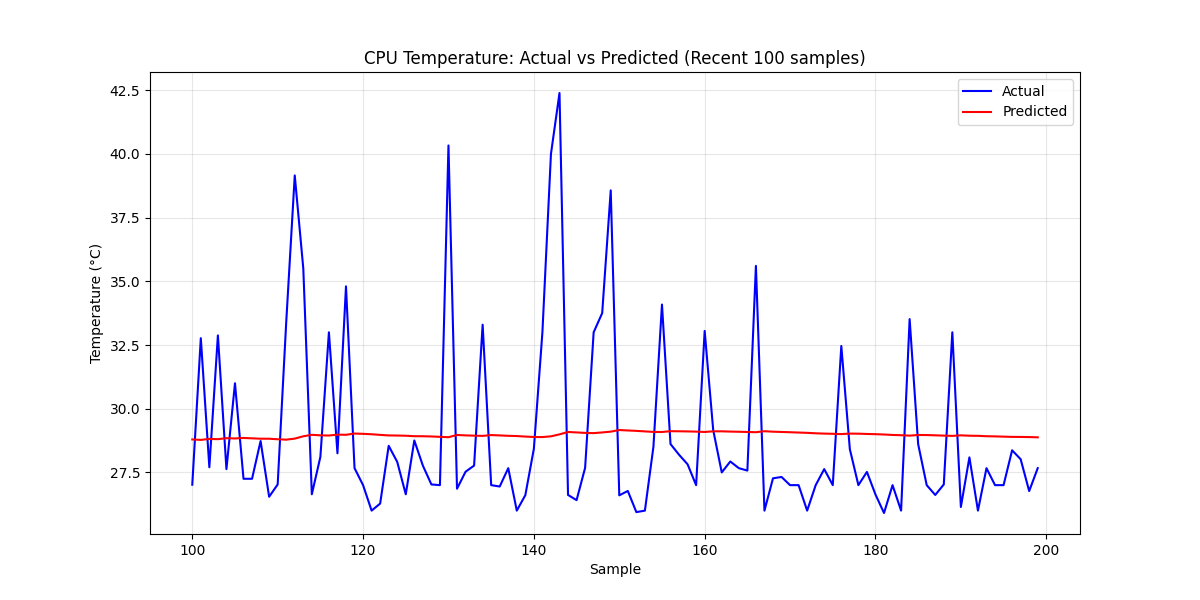 CPU Temperature: Actual vs Predicted (Recent 100 samples)
Actual
Predicted
Temperature (°C)
42.5
40.0
37.5
35.0
32.5
30.0
27.5
100 120 140 160 180 200
Sample